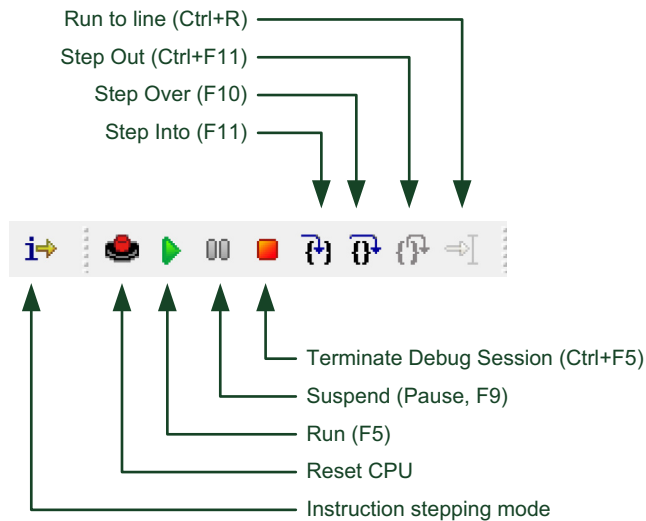 Run to line (Ctrl+R)
Step Out (Ctrl+F11)
Step Over (F10)
Step Into (F11)
Terminate Debug Session (Ctrl+F5)
Suspend (Pause, F9)
Run (F5)
Reset CPU
Instruction stepping mode